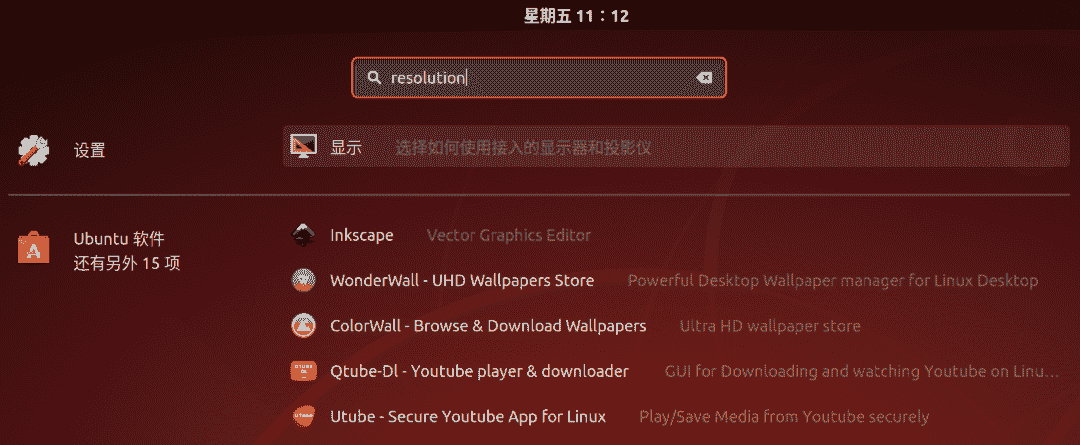 星期五 11：12
resolution
设置
显示 选择如何使用接入的显示器和投影仪
Ubuntu 软件
还有另外 15 项
Inkscape Vector Graphics Editor
WonderWall - UHD Wallpapers Store Powerful Desktop Wallpaper manager for Linux Desktop
ColorWall - Browse & Download Wallpapers Ultra HD wallpaper store
Qtube-Dl - Youtube player & downloader GUI for Downloading and watching Youtube on Linu…
Utube - Secure Youtube App for Linux Play/Save Media from Youtube securely